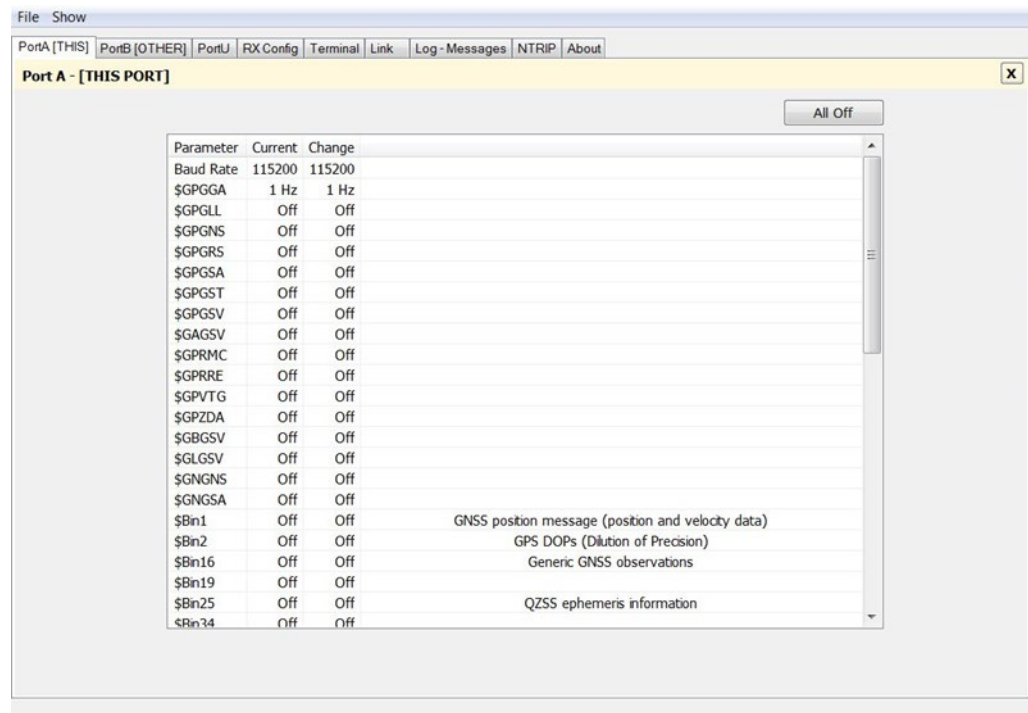 File Show
PortA [THIS] PortB [OTHER] PortU RX Config Terminal Link Log - Messages NTRIP About
Port A - [THIS PORT] X
All Off
Parameter Current Change
Baud Rate 115200 115200
$GPGGA 1 Hz 1 Hz
$GPGLL Off Off
$GPGNS Off Off
$GPGRS Off Off
$GPGSA Off Off
$GPGST Off Off
$GPGSV Off Off
$GAGSV Off Off
$GPRMC Off Off
$GPRRE Off Off
$GPVTG Off Off
$GPZDA Off Off
$GBGSV Off Off
$GLGSV Off Off
$GNGNS Off Off
$GNGSA Off Off
$Bin1 Off Off GNSS position message (position and velocity data)
$Bin2 Off Off GPS DOPs (Dilution of Precision)
$Bin16 Off Off Generic GNSS observations
$Bin19 Off Off
$Bin25 Off Off QZSS ephemeris information
$Bin34 Off Off